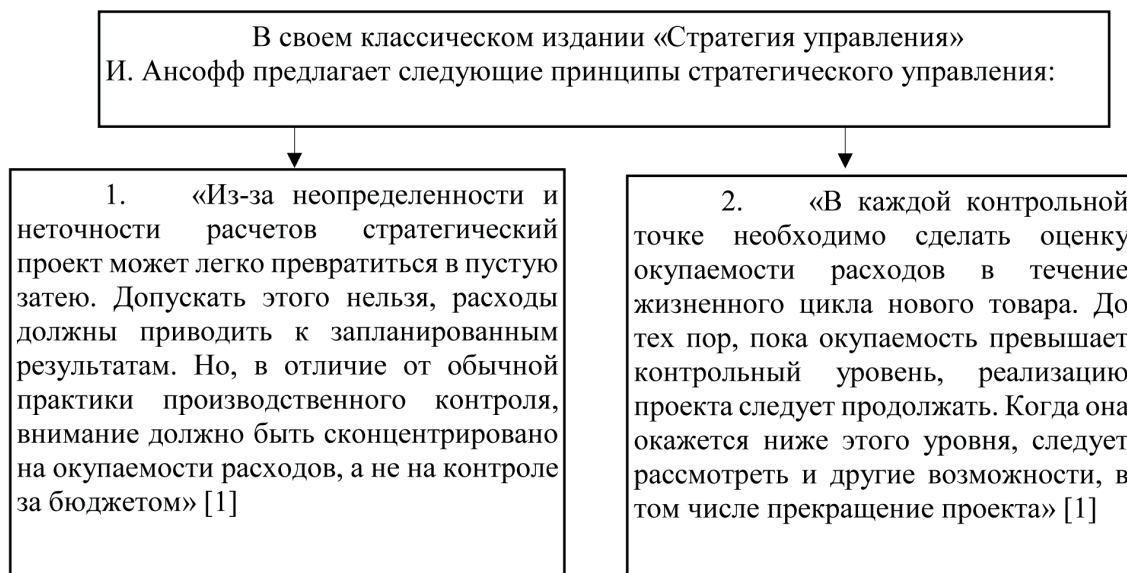 В своем классическом издании «Стратегия управления»
И. Ансофф предлагает следующие принципы стратегического управления:
1. «Из-за неопределенности и
неточности расчетов стратегический
проект может легко превратиться в пустую
затею. Допускать этого нельзя, расходы
должны приводить к запланированным
результатам. Но, в отличие от обычной
практики производственного контроля,
внимание должно быть сконцентрировано
на окупаемости расходов, а не на контроле
за бюджетом» [1]
2. «В каждой контрольной
точке необходимо сделать оценку
окупаемости расходов в течение
жизненного цикла нового товара. До
тех пор, пока окупаемость превышает
контрольный уровень, реализацию
проекта следует продолжать. Когда она
окажется ниже этого уровня, следует
рассмотреть и другие возможности, в
том числе прекращение проекта» [1]